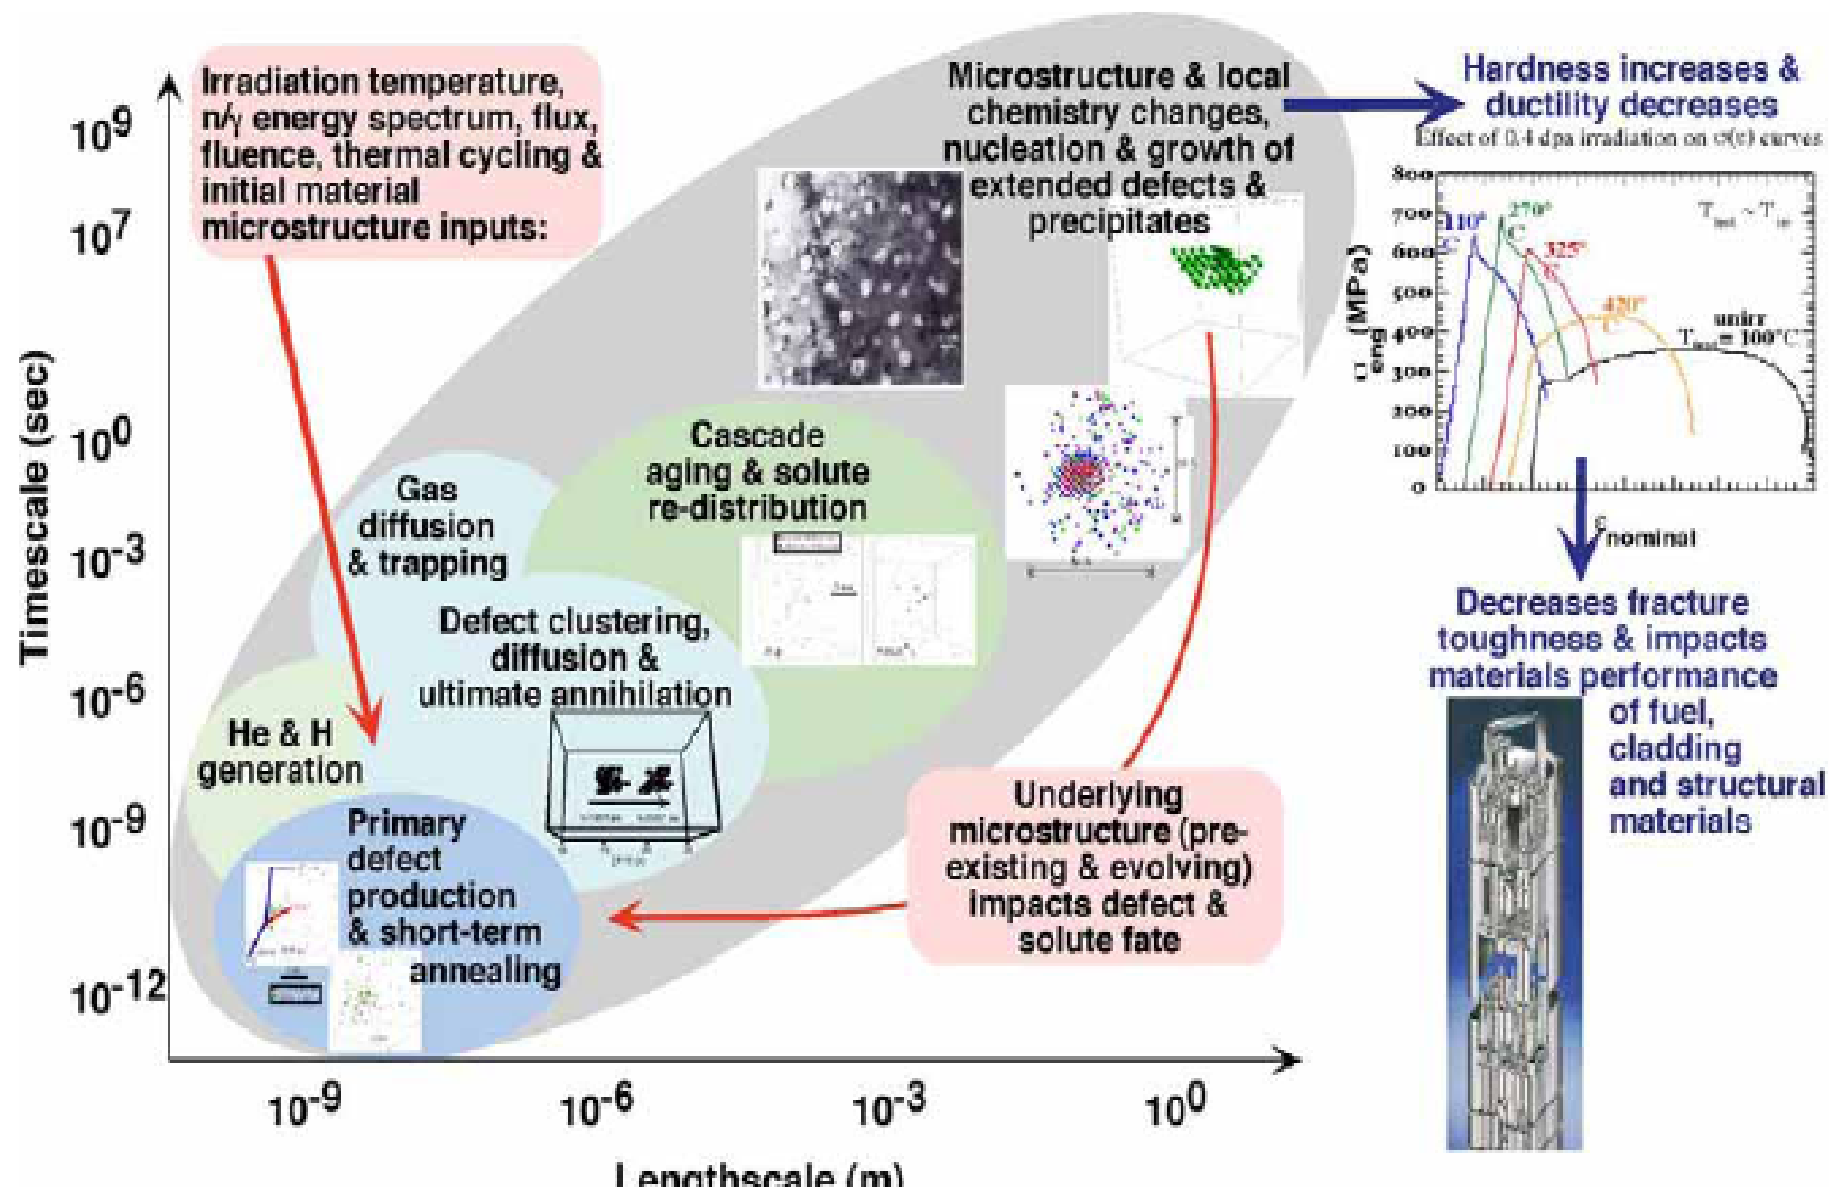 Irradiation temperature,
n/γ energy spectrum, flux,
fluence, thermal cycling &
initial material
microstructure inputs:
Microstructure & local
chemistry changes,
nucleation & growth of
extended defects &
precipitates
Hardness increases &
ductility decreases
Effect of 0.4 dpa irradiation on σ(ε) curves
800
700
600
500
400
300
200
100
0
110°
C
270°
C
325°
C
420°
C
unirr
Ttest = 100°C
Ttest ~ Tirr
σeng (MPa)
εnominal
Decreases fracture
toughness & impacts
materials performance
of fuel,
cladding
and structural
materials
Cascade
aging & solute
re-distribution
Gas
diffusion
& trapping
Defect clustering,
diffusion &
ultimate annihilation
He & H
generation
Primary
defect
production
& short-term
annealing
Underlying
microstructure (pre-
existing & evolving)
impacts defect &
solute fate
Timescale (sec)
10^9
10^7
10^0
10^-3
10^-6
10^-9
10^-12
10^-9
10^-6
10^-3
10^0
Lengthscale (m)